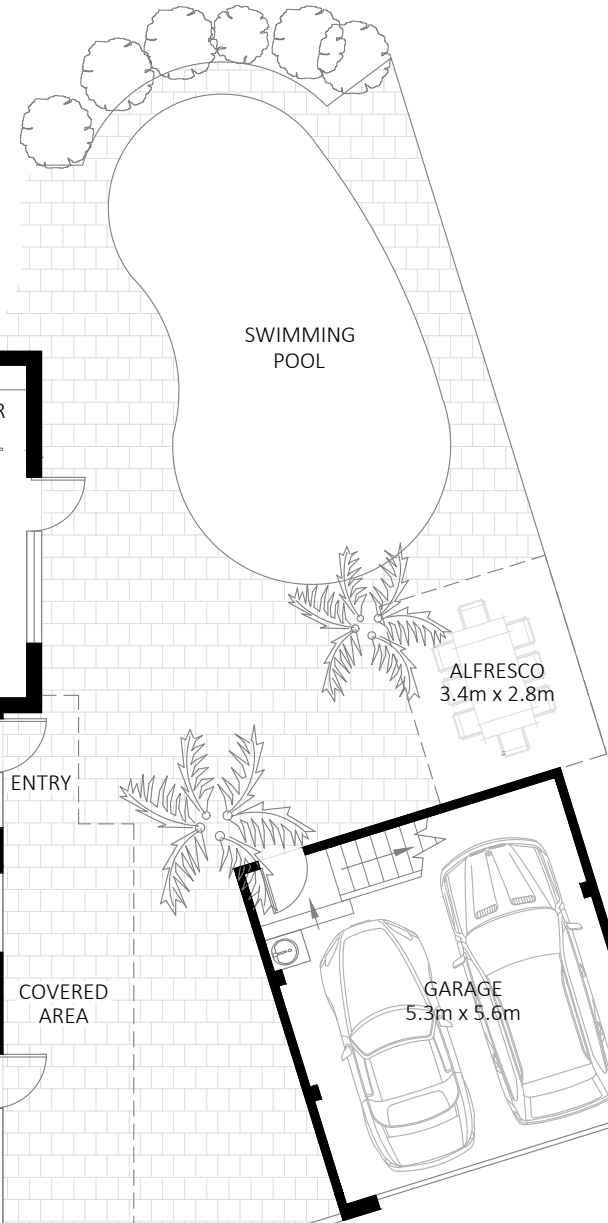 SWIMMING
POOL
R
ALFRESCO
3.4m x 2.8m
ENTRY
COVERED
AREA
GARAGE
5.3m x 5.6m